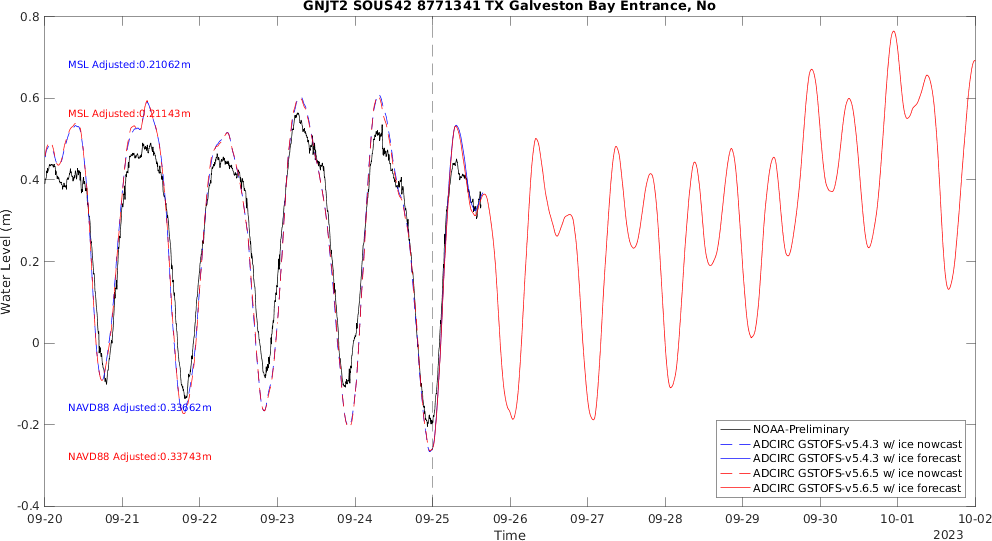 GNJT2 SOUS42 8771341 TX Galveston Bay Entrance, No
0.8
0.6
0.4
0.2
0
-0.2
-0.4
Water Level (m)
MSL Adjusted:0.21062m
MSL Adjusted:0.21143m
NAVD88 Adjusted:0.33662m
NAVD88 Adjusted:0.33743m
NOAA-Preliminary
ADCIRC GSTOFS-v5.4.3 w/ ice nowcast
ADCIRC GSTOFS-v5.4.3 w/ ice forecast
ADCIRC GSTOFS-v5.6.5 w/ ice nowcast
ADCIRC GSTOFS-v5.6.5 w/ ice forecast
09-20 09-21 09-22 09-23 09-24 09-25 09-26 09-27 09-28 09-29 09-30 10-01 10-02
Time
2023